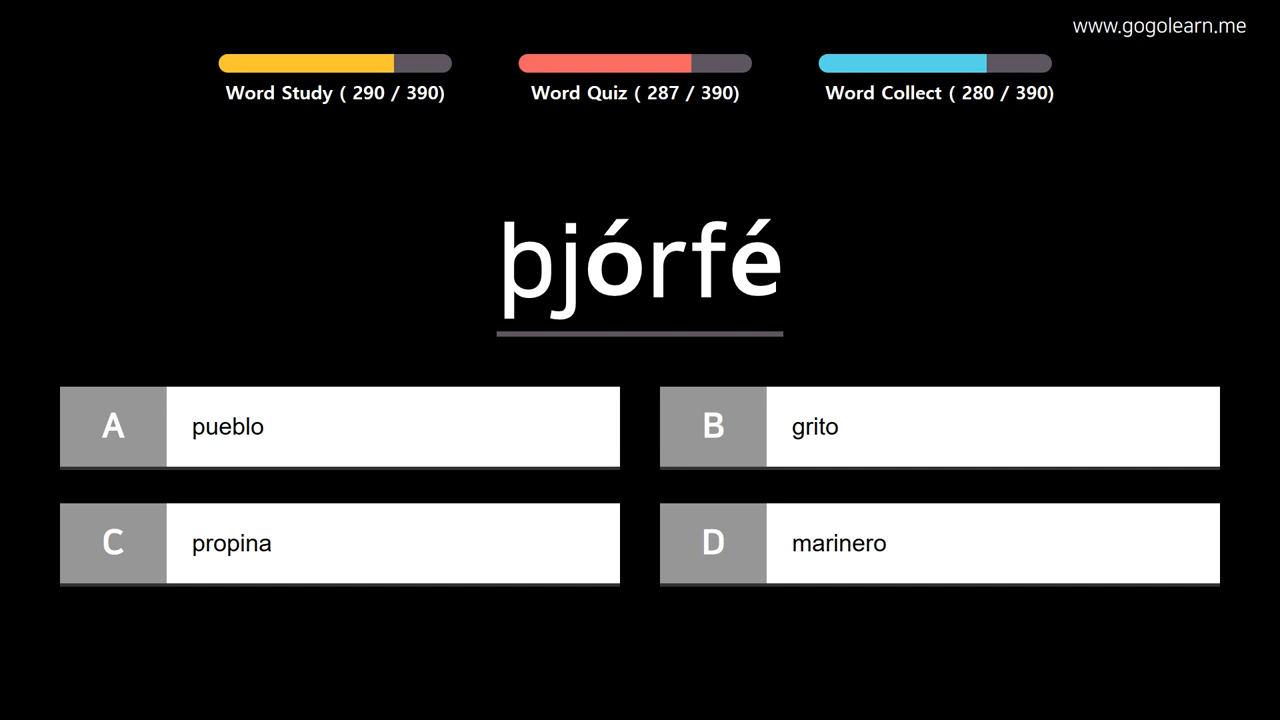 www.gogolearn.me
Word Study ( 290 / 390)
Word Quiz ( 287 / 390)
Word Collect ( 280 / 390)
þjórfé
A pueblo
B grito
C propina
D marinero